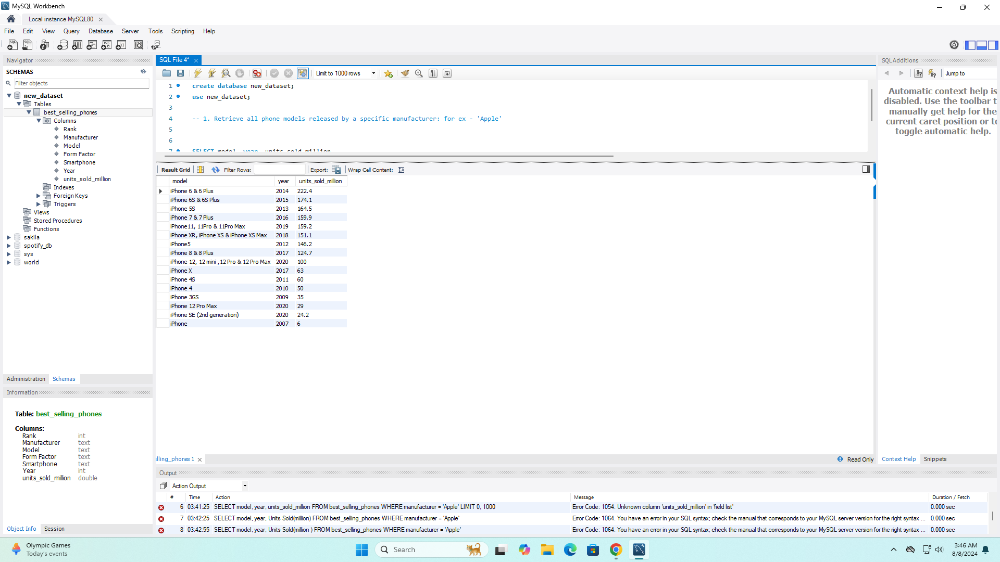 MySQL Workbench
Local instance MySQL80
File Edit View Query Database Server Tools Scripting Help
Navigator
SCHEMAS
Filter objects
new_dataset
Tables
best_selling_phones
Columns
Rank
Manufacturer
Model
Form Factor
Smartphone
Year
units_sold_million
Indexes
Foreign Keys
Triggers
Views
Stored Procedures
Functions
sakila
spotify_db
sys
world
Administration Schemas
Information
Table: best_selling_phones
Columns:
Rank int
Manufacturer text
Model text
Form Factor text
Smartphone text
Year int
units_sold_million double
Object Info Session
SQL File 4*
Limit to 1000 rows
1 create database new_dataset;
2 use new_dataset;
3
4 -- 1. Retrieve all phone models released by a specific manufacturer: for ex - 'Apple'
5
6
7 SELECT model, year, units_sold_million
Result Grid Filter Rows: Export: Wrap Cell Content:
model year units_sold_million
iPhone 6 & 6 Plus 2014 222.4
iPhone 6S & 6S Plus 2015 174.1
iPhone 5S 2013 164.5
iPhone 7 & 7 Plus 2016 159.9
iPhone11, 11Pro & 11Pro Max 2019 159.2
iPhone XR, iPhone XS & iPhone XS Max 2018 151.1
iPhone5 2012 146.2
iPhone 8 & 8 Plus 2017 124.7
iPhone 12, 12 mini ,12 Pro & 12 Pro Max 2020 100
iPhone X 2017 63
iPhone 4S 2011 60
iPhone 4 2010 50
iPhone 3GS 2009 35
iPhone 12 Pro Max 2020 29
iPhone SE (2nd generation) 2020 24.2
iPhone 2007 6
elling_phones 1
Read Only
SQLAdditions
Jump to
Automatic context help is
disabled. Use the toolbar t
manually get help for the
current caret position or to
toggle automatic help.
Context Help Snippets
Output
Action Output
# Time Action Message Duration / Fetch
6 03:41:25 SELECT model, year, units_sold_million FROM best_selling_phones WHERE manufacturer = 'Apple' LIMIT 0, 1000 Error Code: 1054. Unknown column 'units_sold_million' in 'field list' 0.000 sec
7 03:42:25 SELECT model, year, Units Sold(million) FROM best_selling_phones WHERE manufacturer = 'Apple' Error Code: 1064. You have an error in your SQL syntax; check the manual that corresponds to your MySQL server version for the right syntax ... 0.000 sec
8 03:42:55 SELECT model, year, Units Sold(million ) FROM best_selling_phones WHERE manufacturer = 'Apple' Error Code: 1064. You have an error in your SQL syntax; check the manual that corresponds to your MySQL server version for the right syntax ... 0.000 sec
Olympic Games
Today's events
Search
3:46 AM
8/8/2024